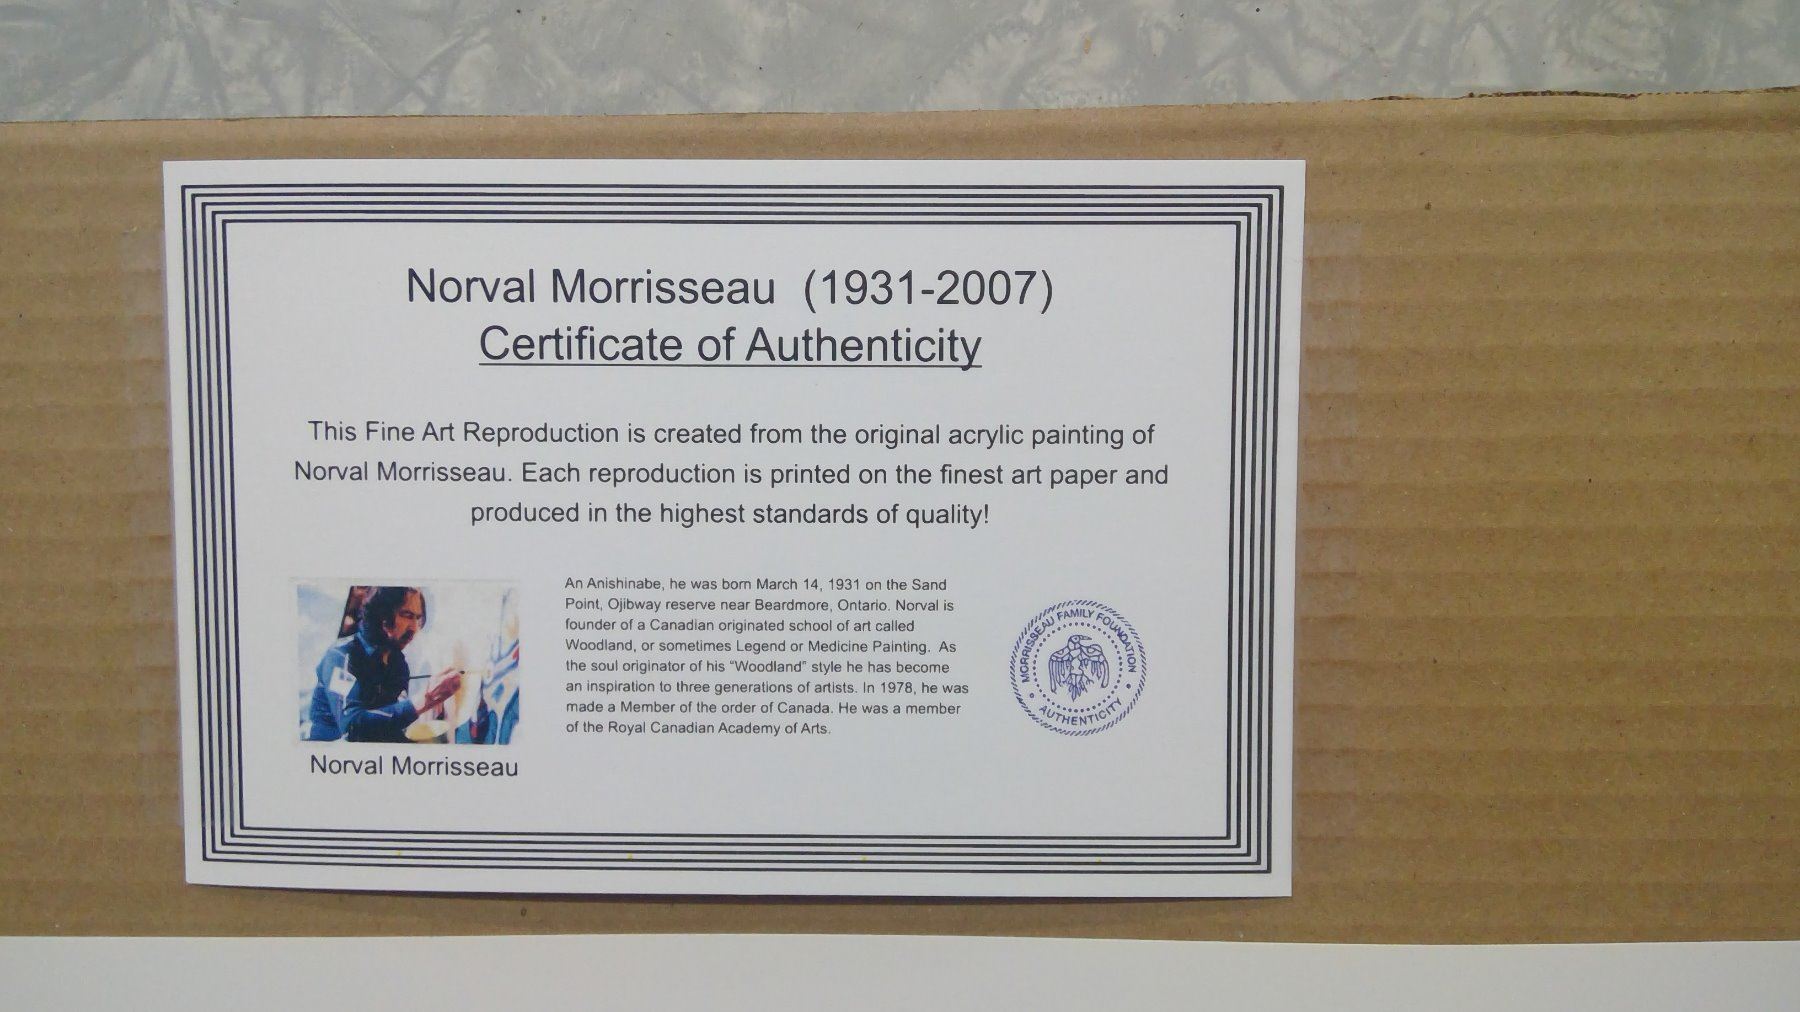 Norval Morrisseau (1931-2007)
Certificate of Authenticity
This Fine Art Reproduction is created from the original acrylic painting of
Norval Morrisseau. Each reproduction is printed on the finest art paper and
produced in the highest standards of quality!
An Anishinabe, he was born March 14, 1931 on the Sand
Point, Ojibway reserve near Beardmore, Ontario. Norval is
founder of a Canadian originated school of art called
Woodland, or sometimes Legend or Medicine Painting. As
the soul originator of his “Woodland” style he has become
an inspiration to three generations of artists. In 1978, he was
made a Member of the order of Canada. He was a member
of the Royal Canadian Academy of Arts.
Norval Morrisseau
MORRISSEAU FAMILY FOUNDATION
• AUTHENTICITY •